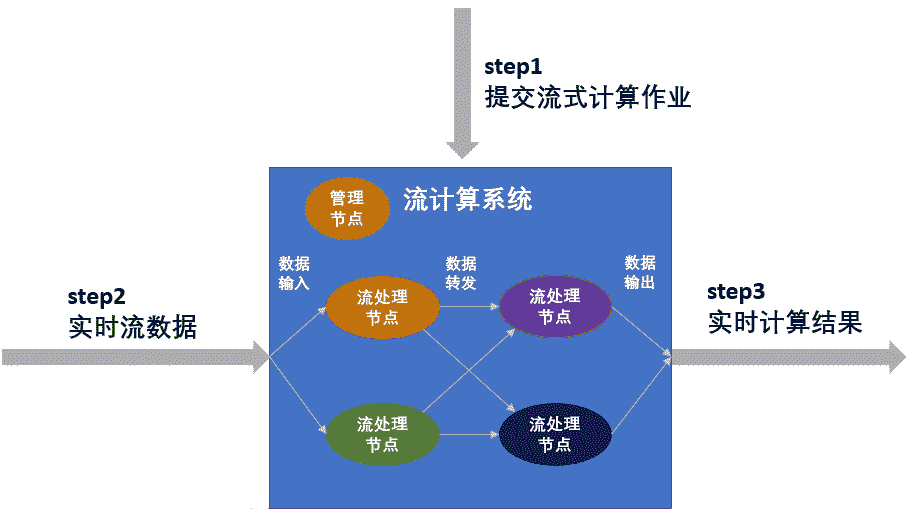 step1
提交流式计算作业
管理
节点
流计算系统
数据
输入
数据
转发
数据
输出
step2
实时流数据
流处理
节点
流处理
节点
step3
实时计算结果
流处理
节点
流处理
节点